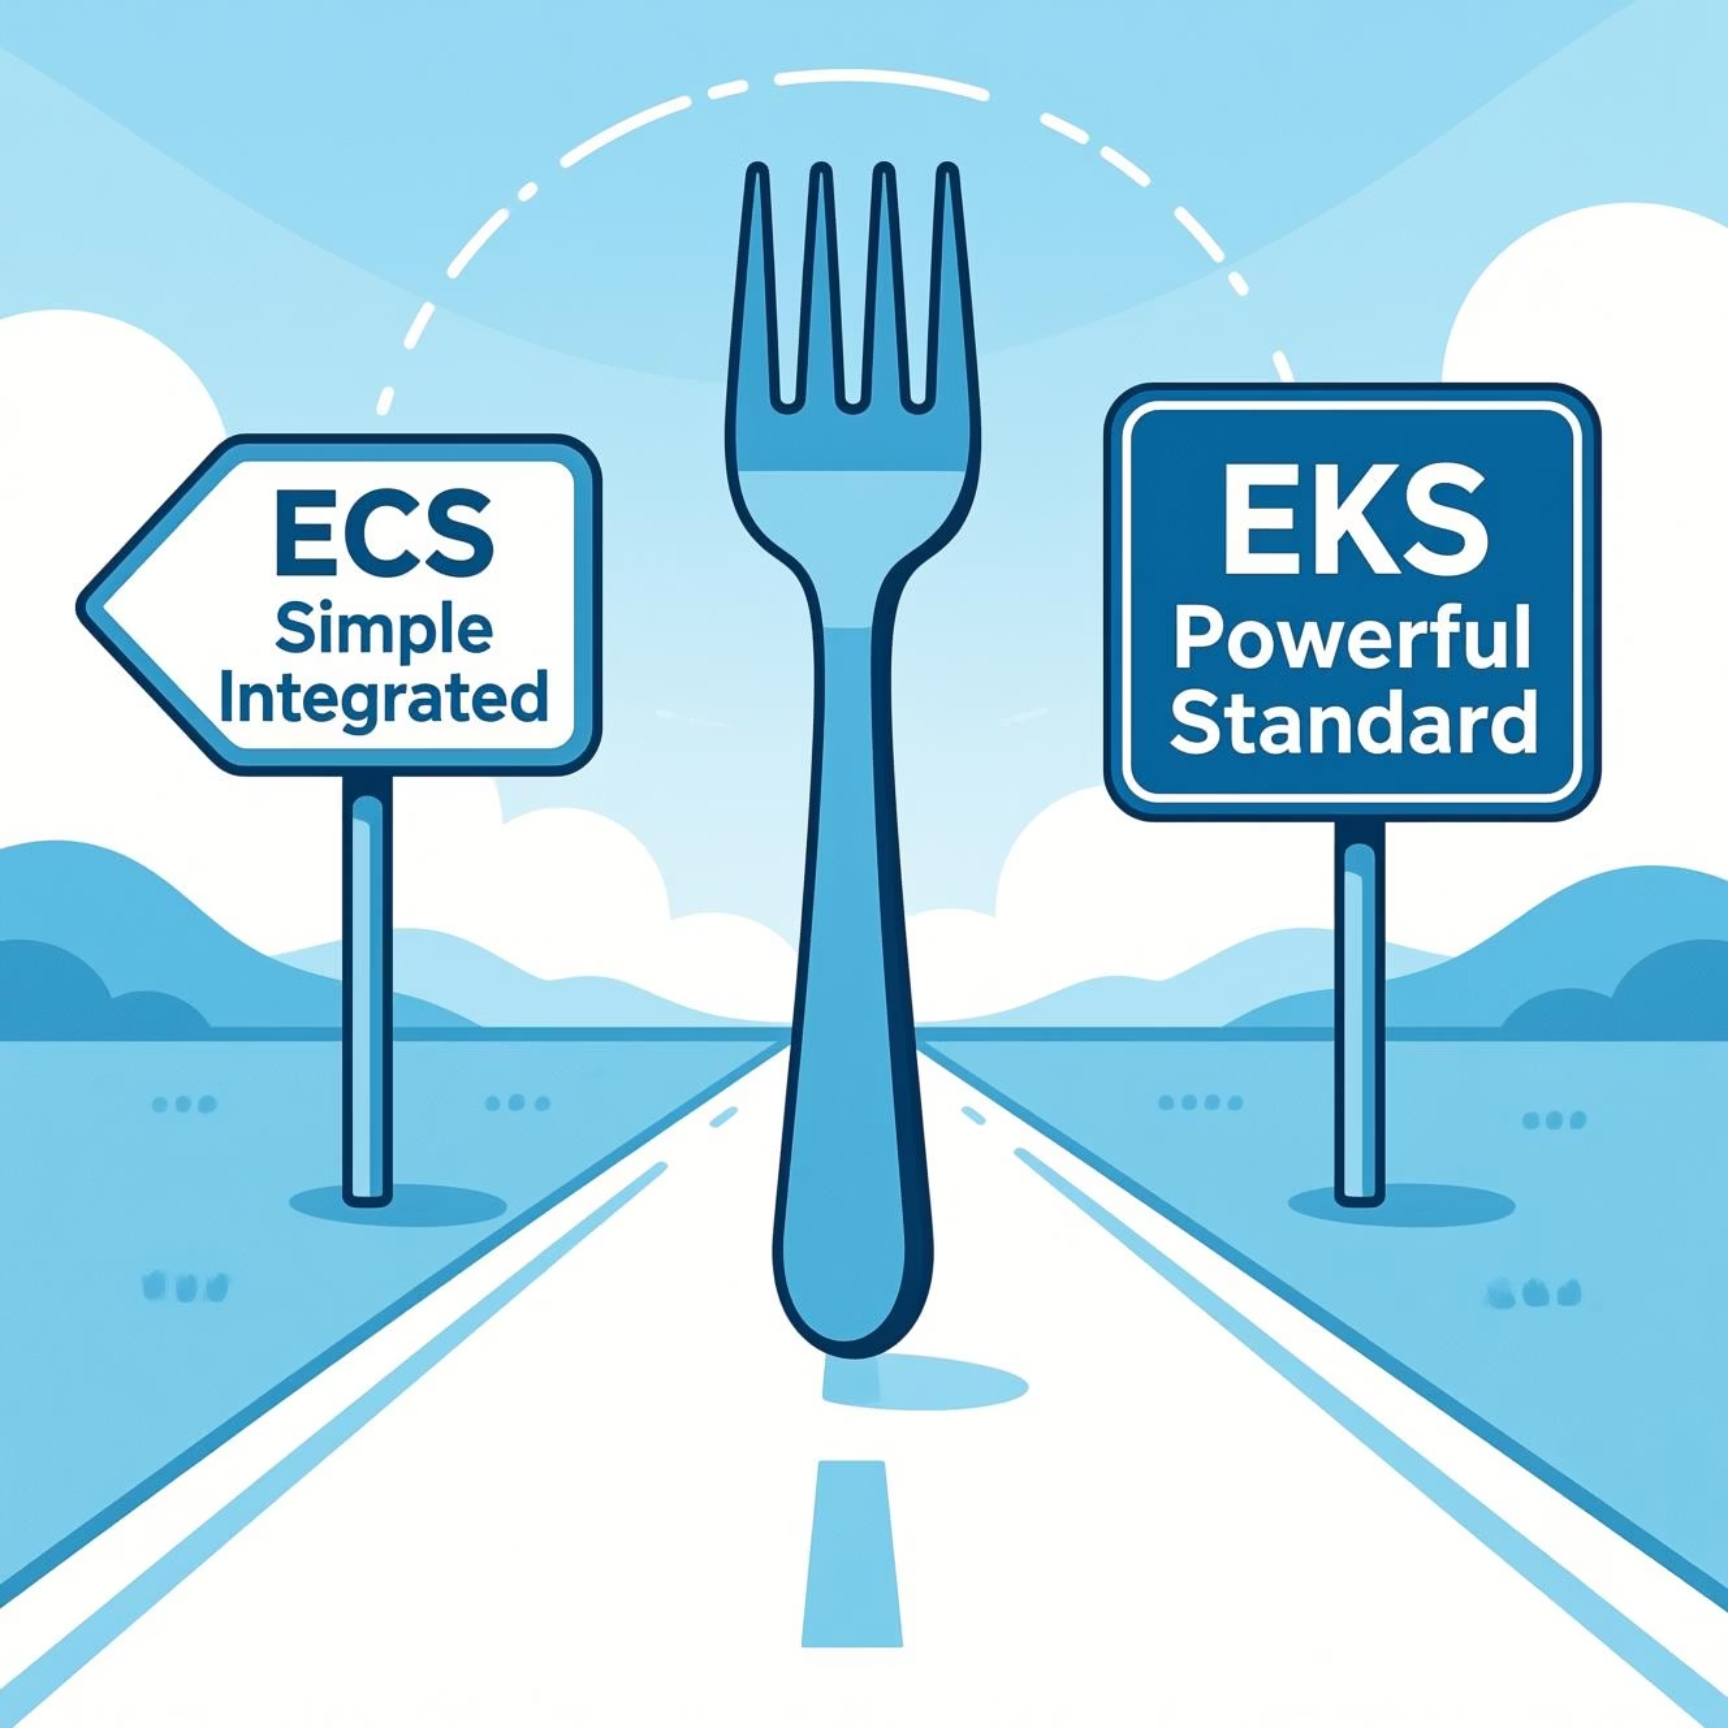 ECS
Simple
Integrated
EKS
Powerful
Standard